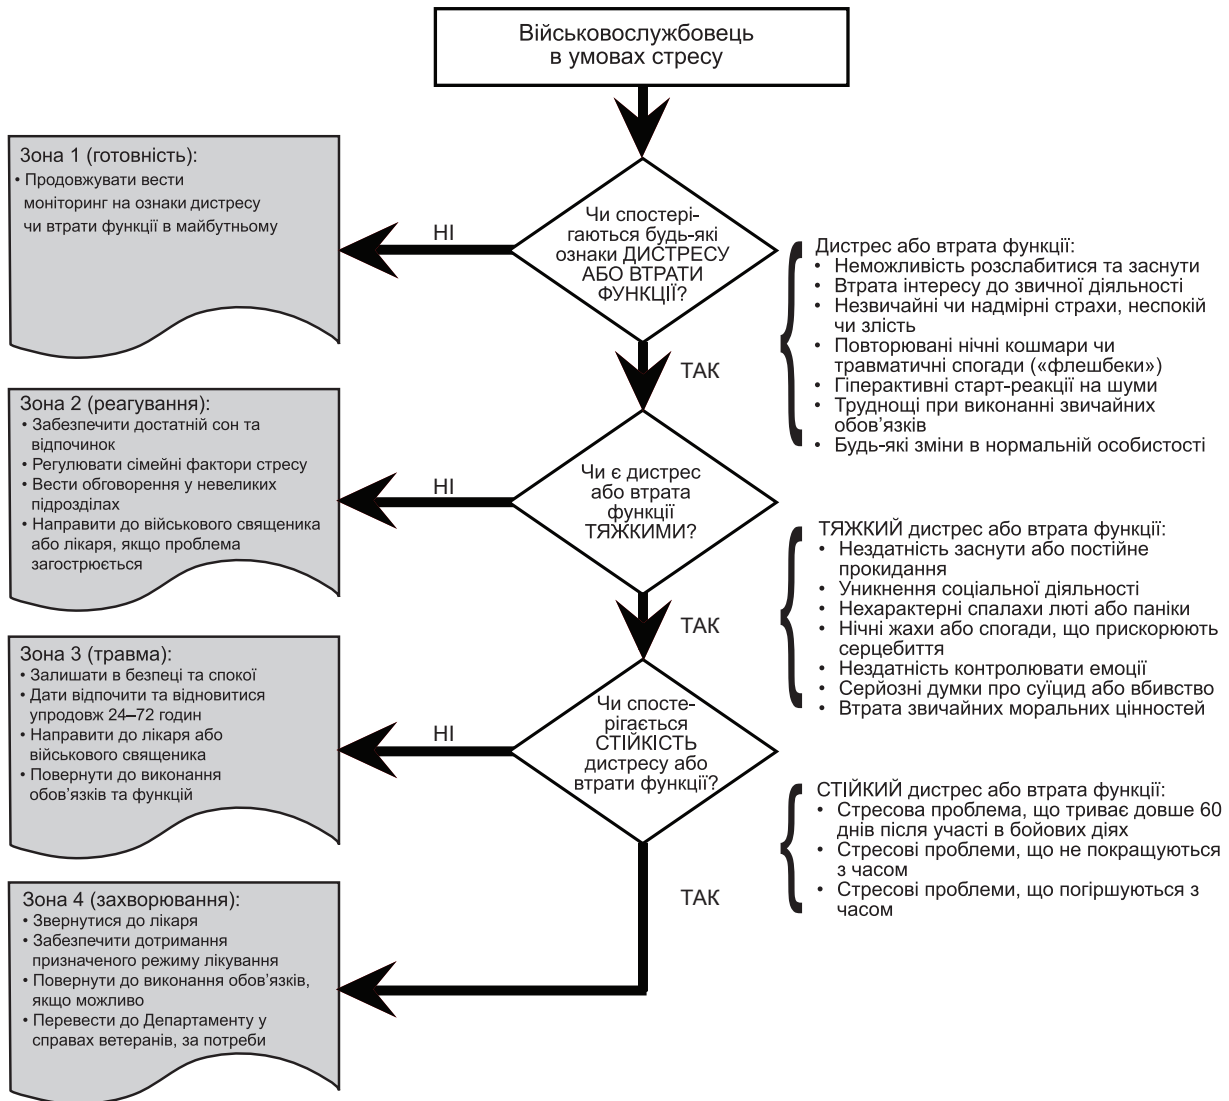 Військовослужбовець
в умовах стресу
Зона 1 (готовність):
• Продовжувати вести
моніторинг на ознаки дистресу
чи втрати функції в майбутньому
НІ
Чи спостері-
гаються будь-які
ознаки ДИСТРЕСУ
АБО ВТРАТИ
ФУНКЦІЇ?
ТАК
Дистрес або втрата функції:
• Неможливість розслабитися та заснути
• Втрата інтересу до звичної діяльності
• Незвичайні чи надмірні страхи, неспокій
чи злість
• Повторювані нічні кошмари чи
травматичні спогади («флешбеки»)
• Гіперактивні старт-реакції на шуми
• Труднощі при виконанні звичайних
обов’язків
• Будь-які зміни в нормальній особистості
Зона 2 (реагування):
• Забезпечити достатній сон та
відпочинок
• Регулювати сімейні фактори стресу
• Вести обговорення у невеликих
підрозділах
• Направити до військового священика
або лікаря, якщо проблема
загострюється
НІ
Чи є дистрес
або втрата
функції
ТЯЖКИМИ?
ТАК
ТЯЖКИЙ дистрес або втрата функції:
• Нездатність заснути або постійне
прокидання
• Уникнення соціальної діяльності
• Нехарактерні спалахи люті або паніки
• Нічні жахи або спогади, що прискорюють
серцебиття
• Нездатність контролювати емоції
• Серйозні думки про суїцид або вбивство
• Втрата звичайних моральних цінностей
Зона 3 (травма):
• Залишати в безпеці та спокої
• Дати відпочити та відновитися
упродовж 24–72 годин
• Направити до лікаря або
військового священика
• Повернути до виконання
обов’язків та функцій
НІ
Чи спосте-
рігається
СТІЙКІСТЬ
дистресу або
втрати функції?
ТАК
СТІЙКИЙ дистрес або втрата функції:
• Стресова проблема, що триває довше 60
днів після участі в бойових діях
• Стресові проблеми, що не покращуються
з часом
• Стресові проблеми, що погіршуються з
часом
Зона 4 (захворювання):
• Звернутися до лікаря
• Забезпечити дотримання
призначеного режиму лікування
• Повернути до виконання обов’язків,
якщо можливо
• Перевести до Департаменту у
справах ветеранів, за потреби